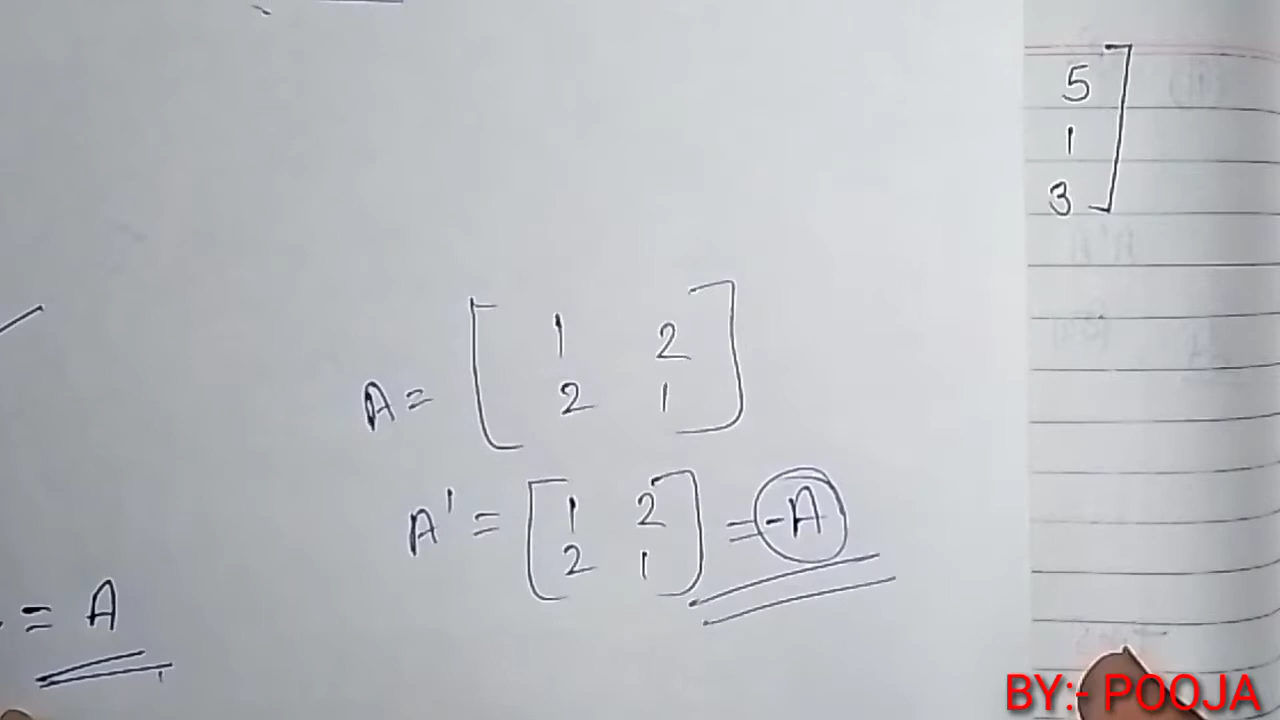 5
1
3
A = [ 1 2
2 1 ]
A' = [ 1 2
2 1 ] = -A
= A
BY:- POOJA